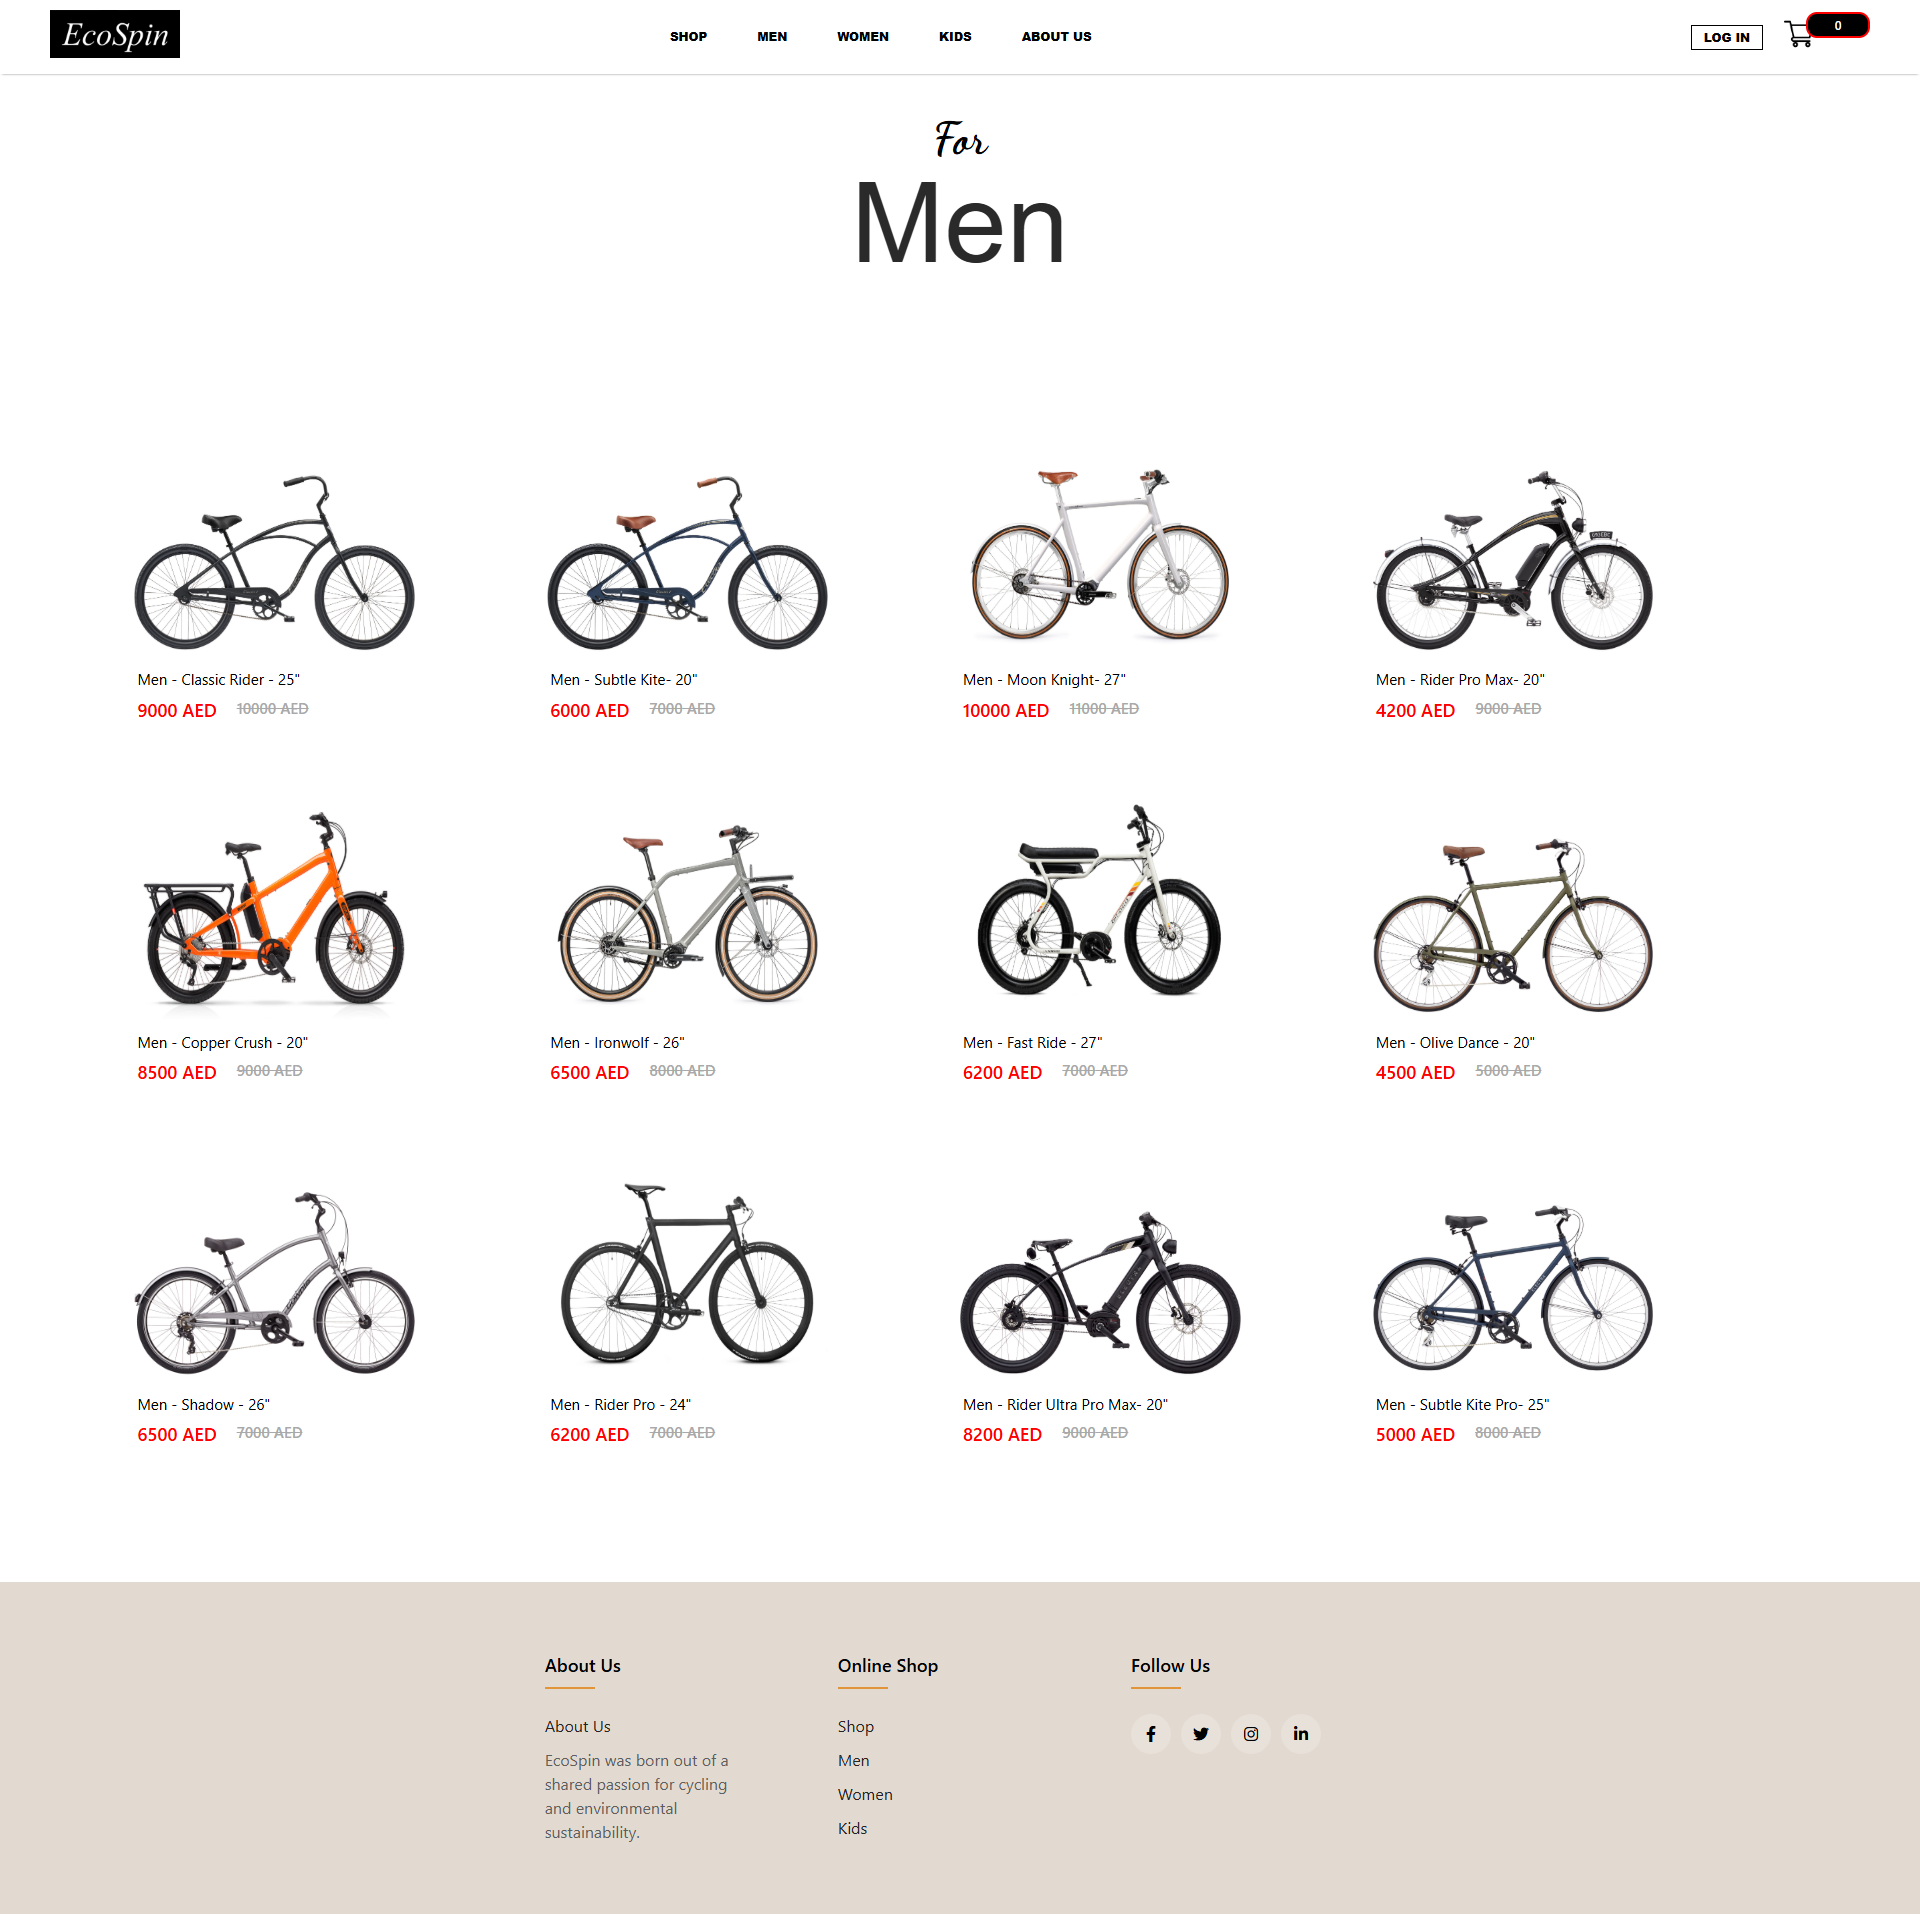 EcoSpin
SHOP MEN WOMEN KIDS ABOUT US
LOG IN
0
For
Men
Men - Classic Rider - 25"
9000 AED 10000 AED
Men - Subtle Kite- 20"
6000 AED 7000 AED
Men - Moon Knight- 27"
10000 AED 11000 AED
Men - Rider Pro Max- 20"
4200 AED 9000 AED
Men - Copper Crush - 20"
8500 AED 9000 AED
Men - Ironwolf - 26"
6500 AED 8000 AED
Men - Fast Ride - 27"
6200 AED 7000 AED
Men - Olive Dance - 20"
4500 AED 5000 AED
Men - Shadow - 26"
6500 AED 7000 AED
Men - Rider Pro - 24"
6200 AED 7000 AED
Men - Rider Ultra Pro Max- 20"
8200 AED 9000 AED
Men - Subtle Kite Pro- 25"
5000 AED 8000 AED
About Us
About Us
EcoSpin was born out of a
shared passion for cycling
and environmental
sustainability.
Online Shop
Shop
Men
Women
Kids
Follow Us